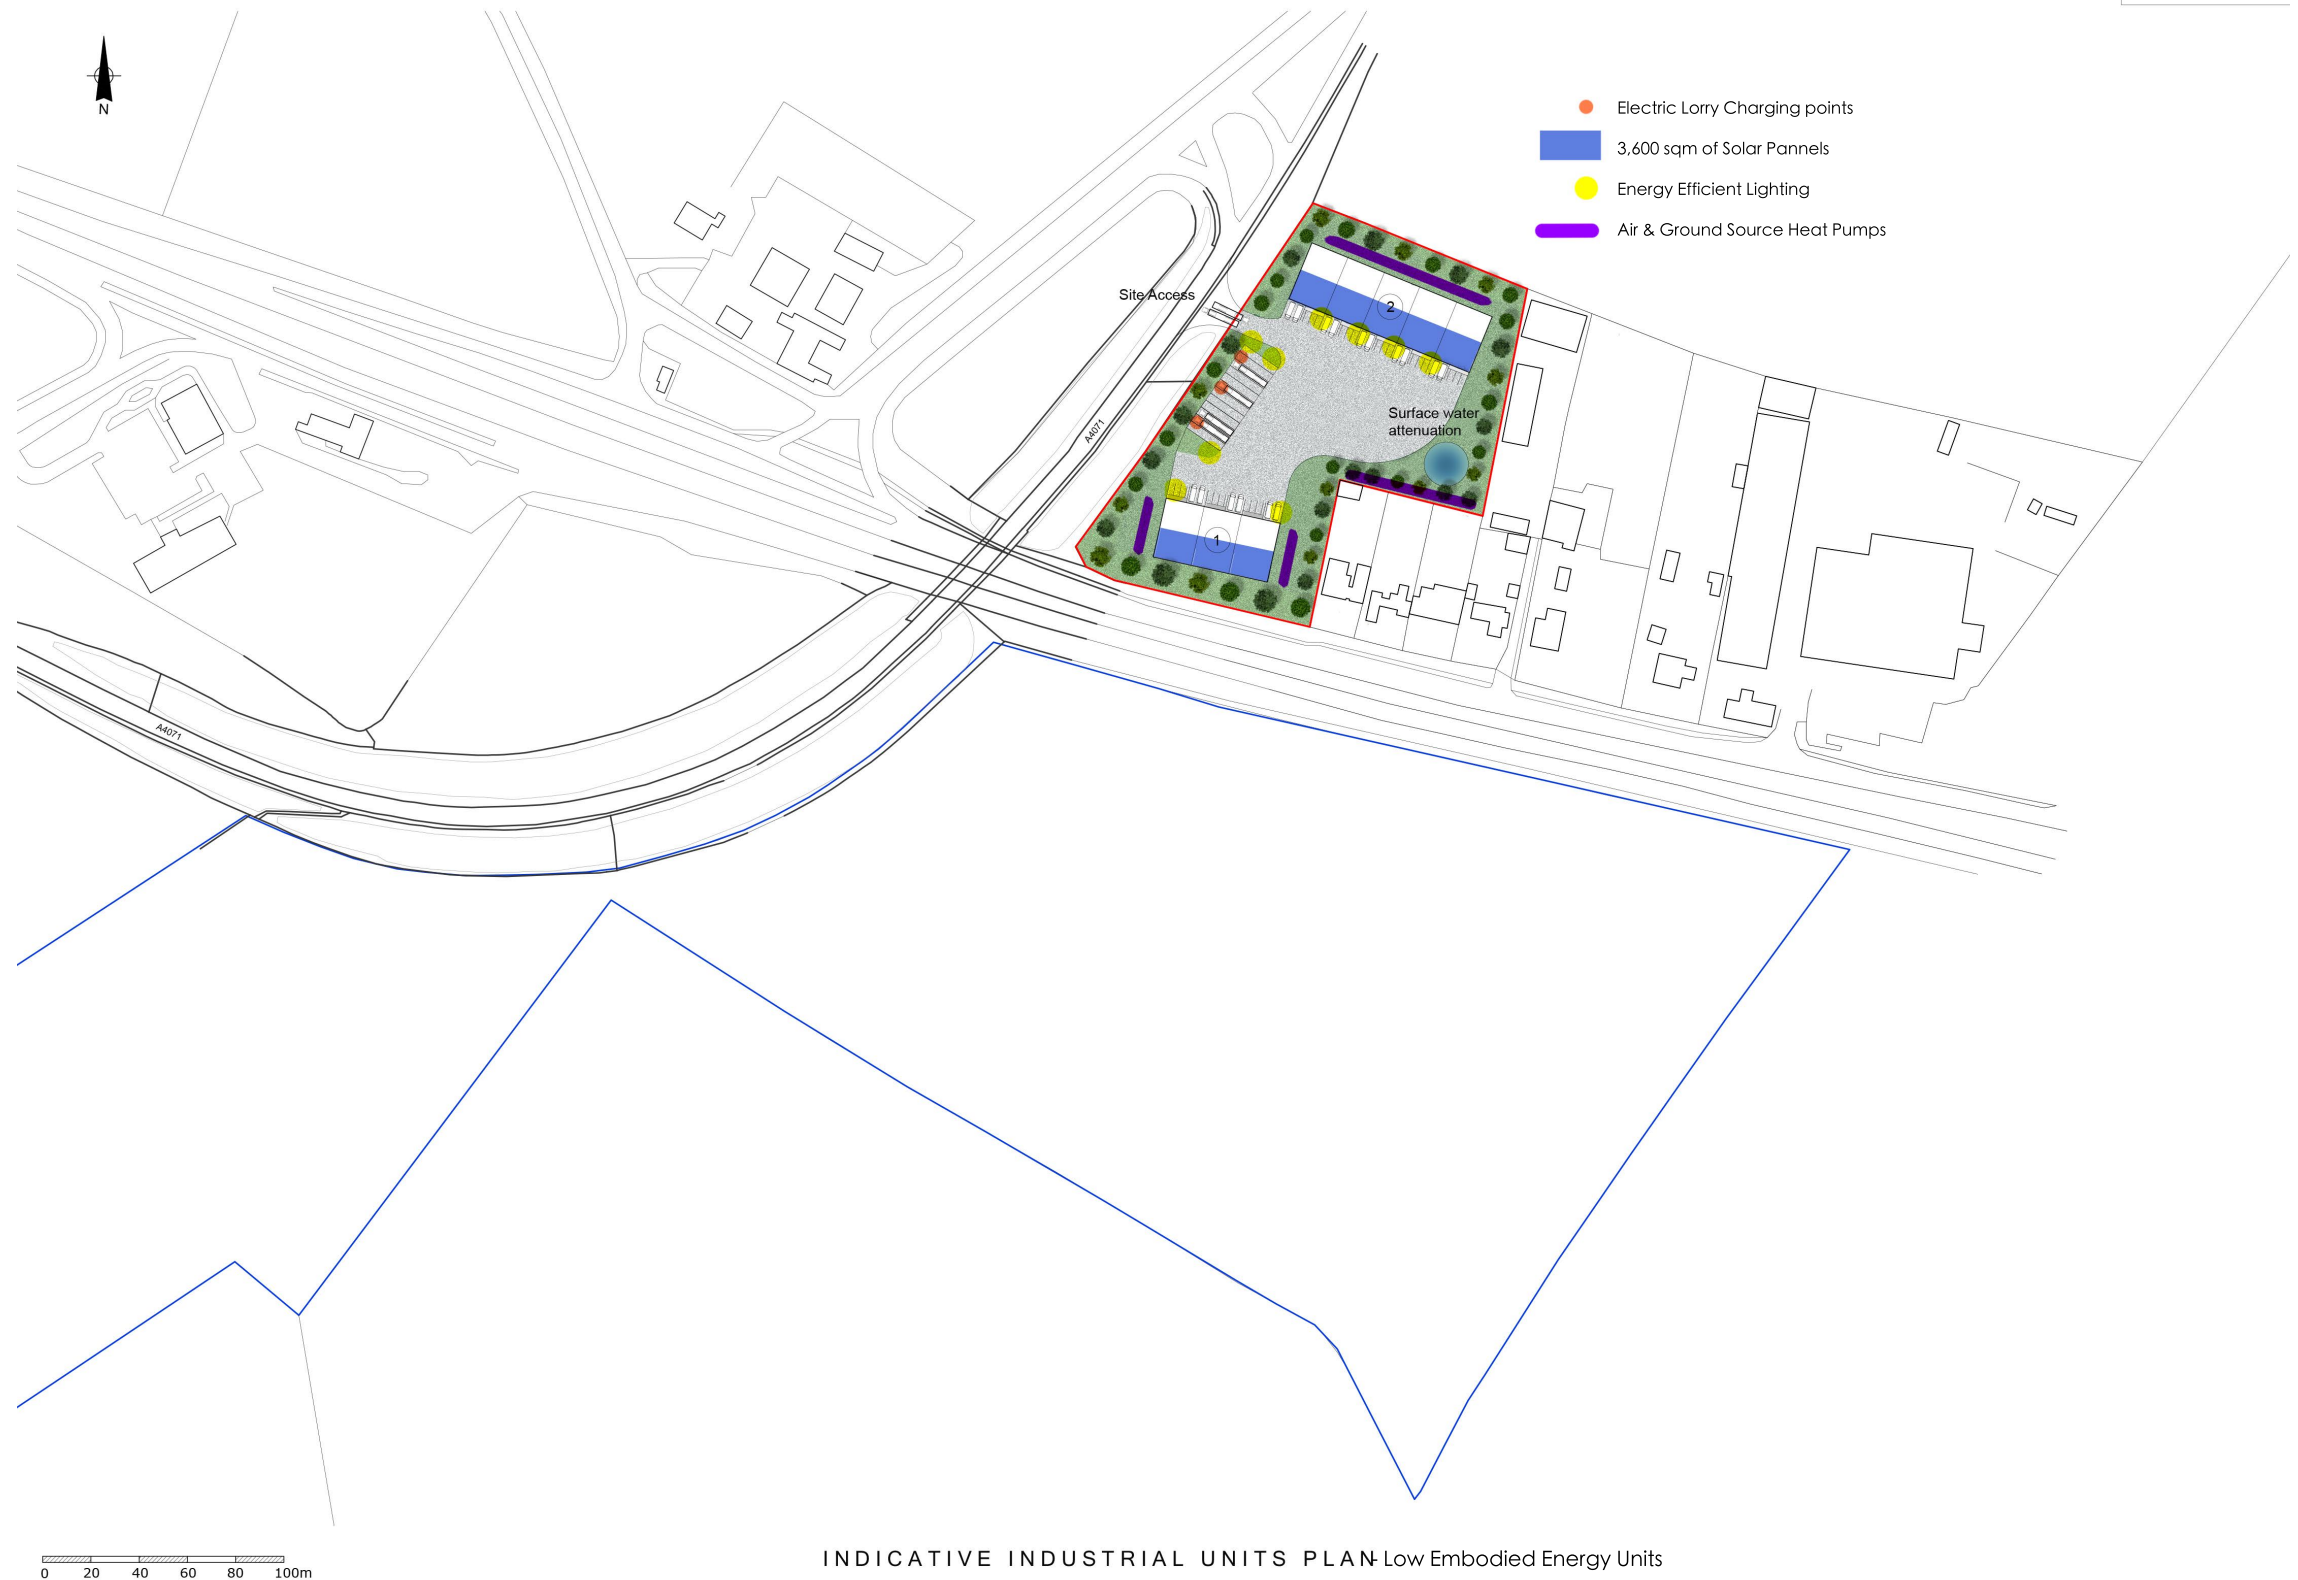 N
Electric Lorry Charging points
3,600 sqm of Solar Pannels
Energy Efficient Lighting
Air & Ground Source Heat Pumps
Site Access
2
A4071
Surface water
attenuation
1
A4071
INDICATIVE INDUSTRIAL UNITS PLAN - Low Embodied Energy Units
0 20 40 60 80 100m